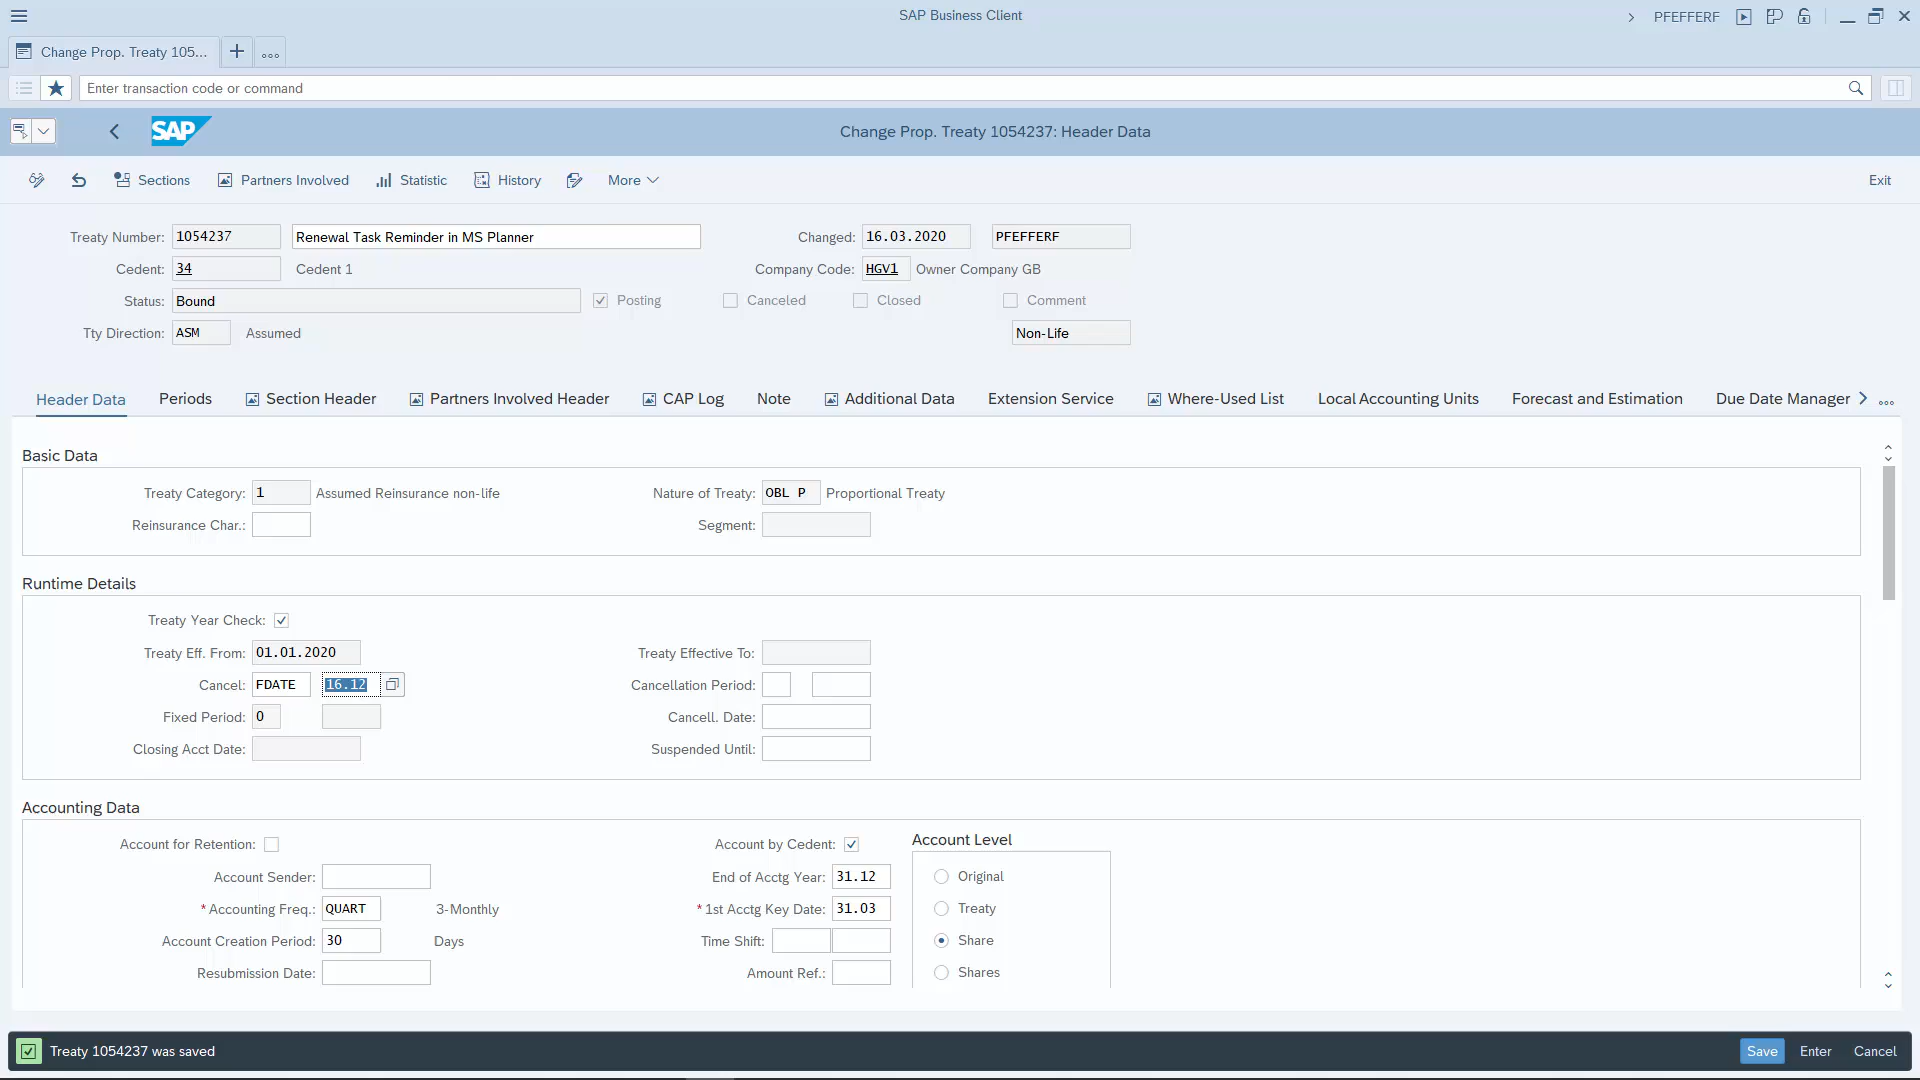 SAP Business Client
PFEFFERF
Change Prop. Treaty 105...
Enter transaction code or command
SAP
Change Prop. Treaty 1054237: Header Data
Sections
Partners Involved
Statistic
History
More
Exit
Treaty Number: 1054237 Renewal Task Reminder in MS Planner Changed: 16.03.2020 PFEFFERF
Cedent: 34 Cedent 1 Company Code: HGV1 Owner Company GB
Status: Bound Posting Canceled Closed Comment
Tty Direction: ASM Assumed Non-Life
Header Data Periods Section Header Partners Involved Header CAP Log Note Additional Data Extension Service Where-Used List Local Accounting Units Forecast and Estimation Due Date Manager
Basic Data
Treaty Category: 1 Assumed Reinsurance non-life Nature of Treaty: OBL P Proportional Treaty
Reinsurance Char.: Segment:
Runtime Details
Treaty Year Check:
Treaty Eff. From: 01.01.2020 Treaty Effective To:
Cancel: FDATE 16.12 Cancellation Period:
Fixed Period: 0 Cancell. Date:
Closing Acct Date: Suspended Until:
Accounting Data
Account for Retention: Account by Cedent: Account Level
Account Sender: End of Acctg Year: 31.12 Original
*Accounting Freq.: QUART 3-Monthly *1st Acctg Key Date: 31.03 Treaty
Account Creation Period: 30 Days Time Shift: Share
Resubmission Date: Amount Ref.: Shares
Treaty 1054237 was saved
Save Enter Cancel